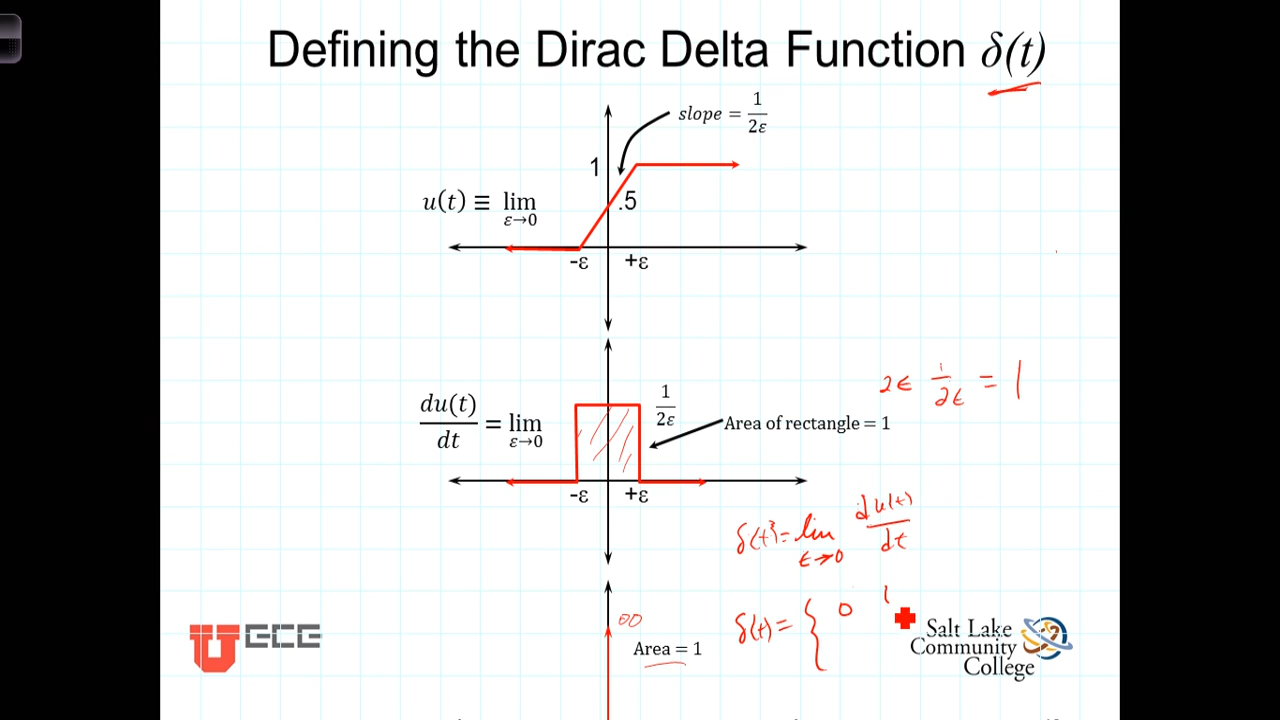 Defining the Dirac Delta Function δ(t)
slope = 1/2ε
1
u(t) ≡ lim ε→0
.5
-ε +ε
2ϵ 1/2ϵ = 1
du(t)/dt = lim ε→0
1/2ε
Area of rectangle = 1
-ε +ε
δ(t) = lim ϵ→0 du(t)/dt
∞
δ(t) = { 0
Area = 1
U ECE
Salt Lake
Community
College